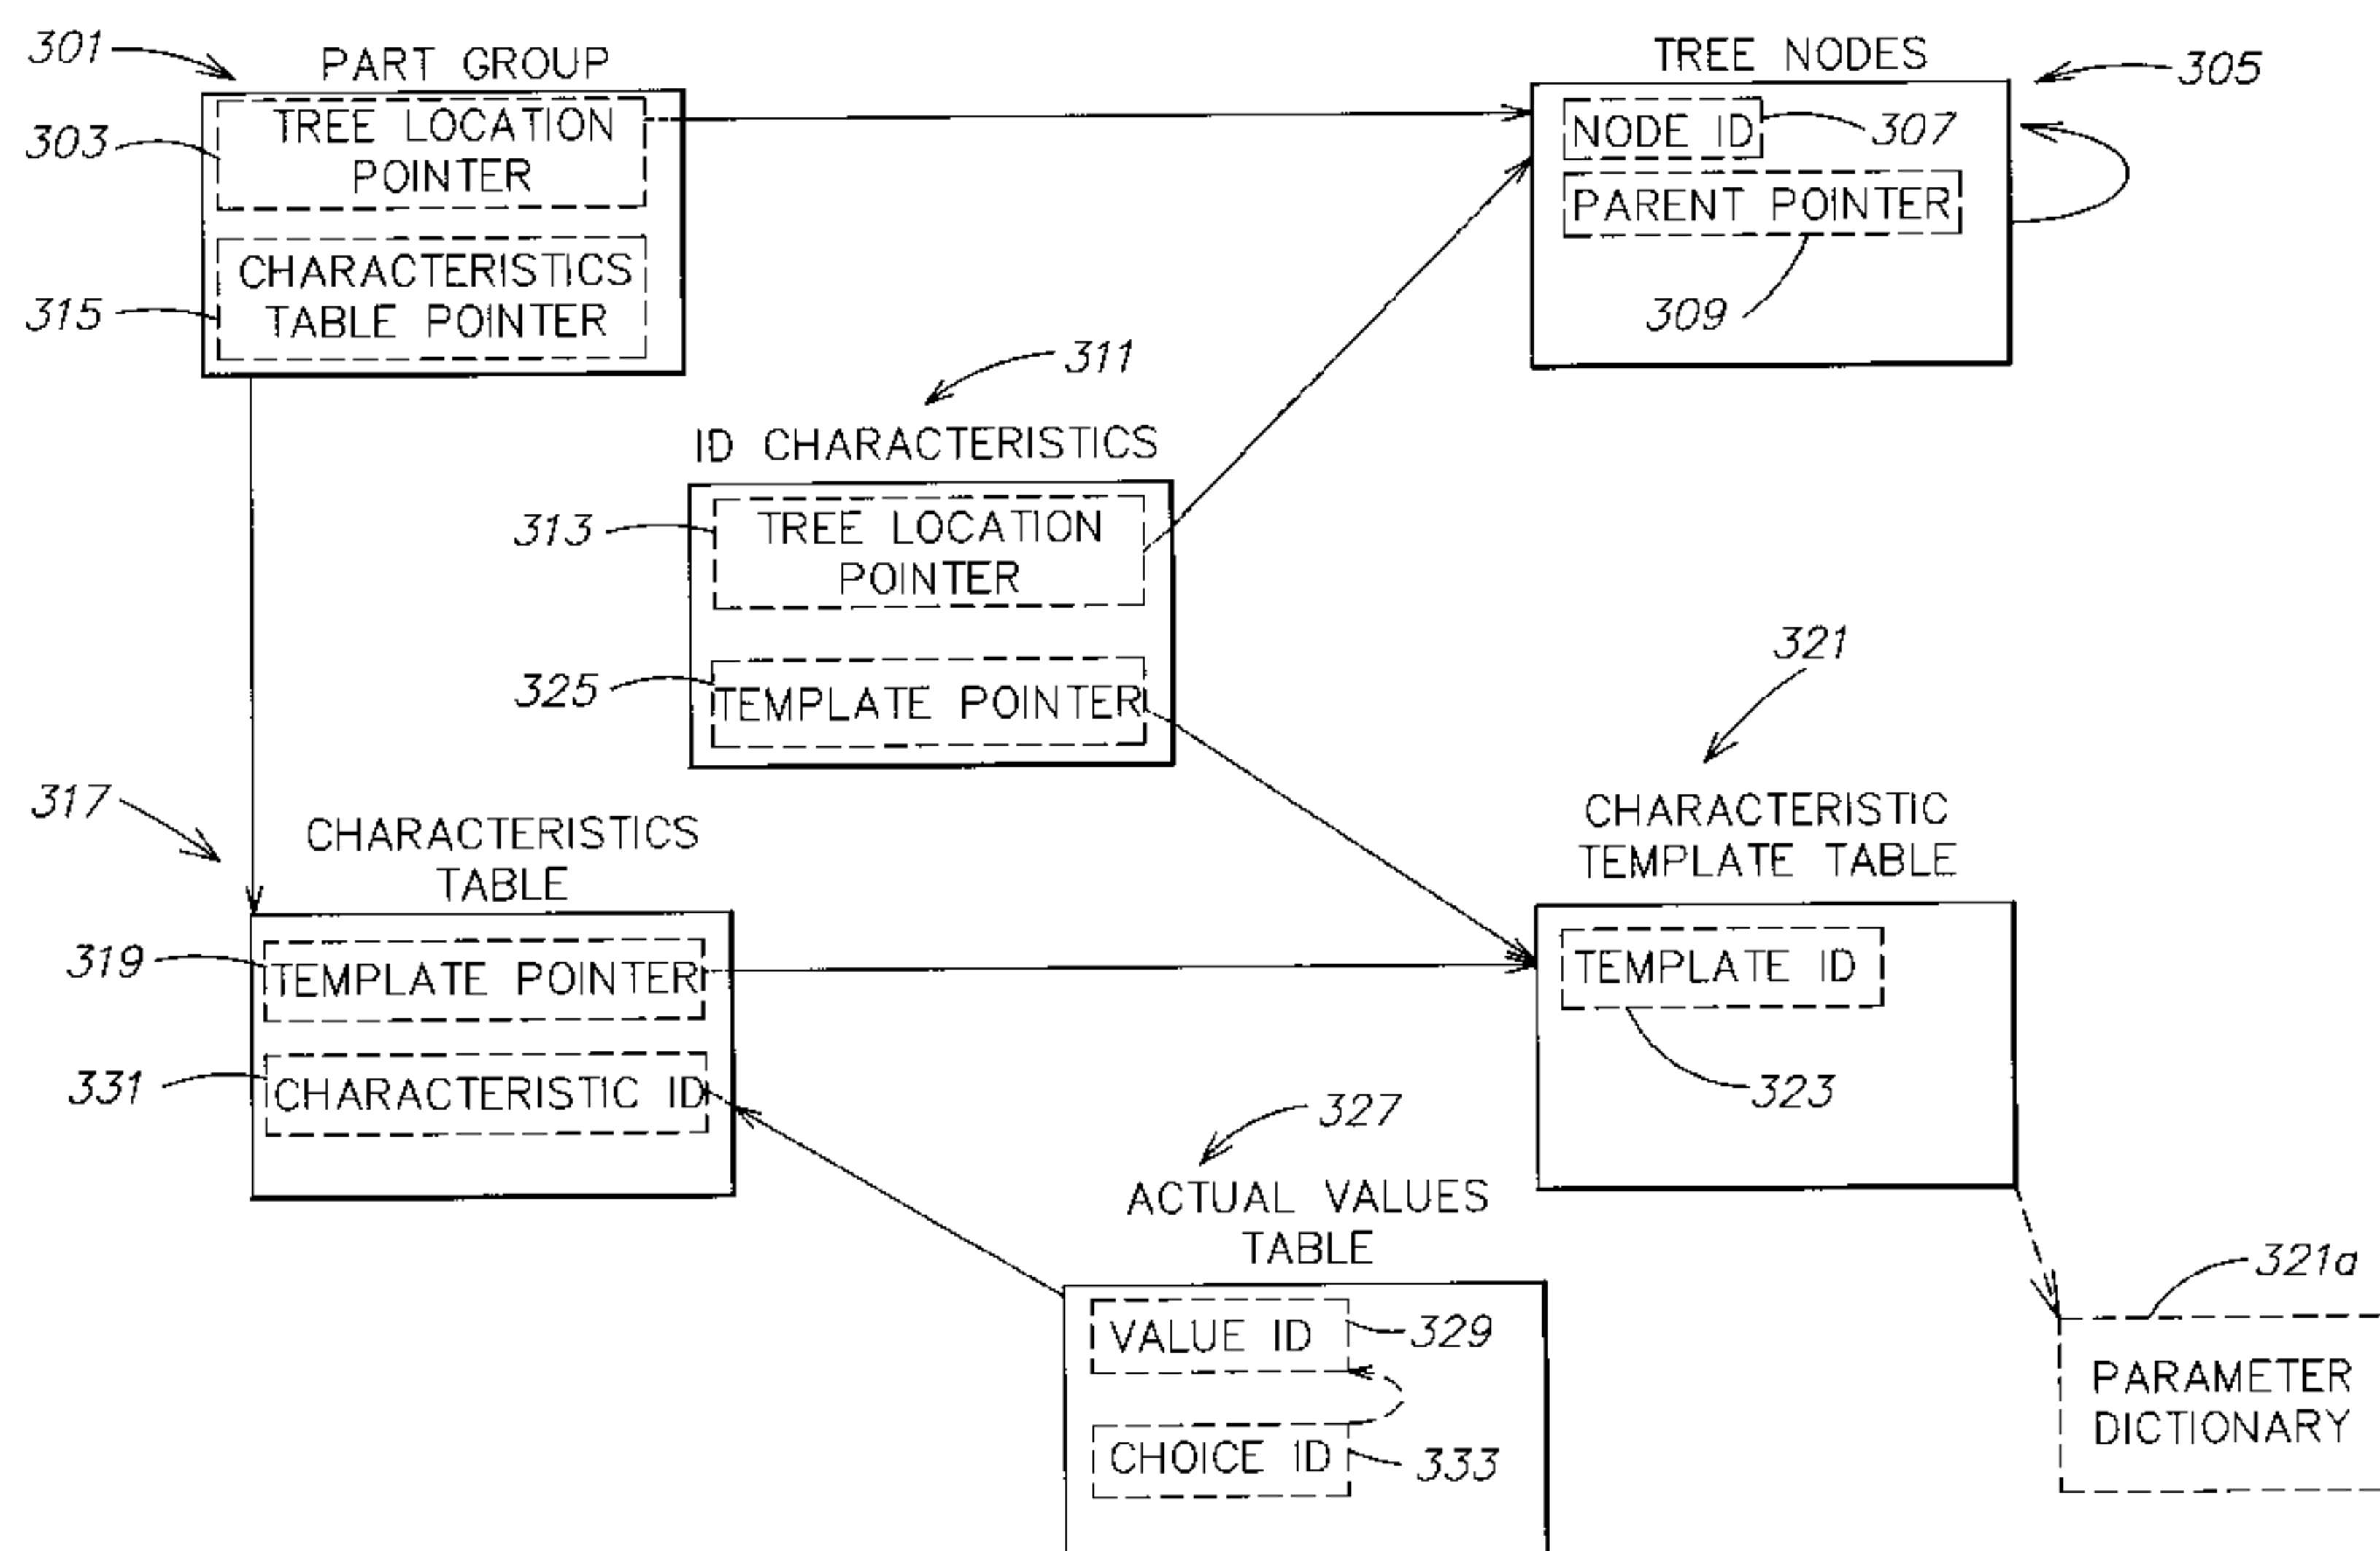 301
PART GROUP
TREE NODES
305
303
TREE LOCATION
POINTER
NODE ID
307
PARENT POINTER
315
CHARACTERISTICS
TABLE POINTER
309
311
ID CHARACTERISTICS
313
TREE LOCATION
POINTER
325
TEMPLATE POINTER
321
317
CHARACTERISTICS
TABLE
CHARACTERISTIC
TEMPLATE TABLE
319
TEMPLATE POINTER
TEMPLATE ID
331
CHARACTERISTIC ID
323
327
ACTUAL VALUES
TABLE
321a
VALUE ID
329
PARAMETER
DICTIONARY
CHOICE ID
333